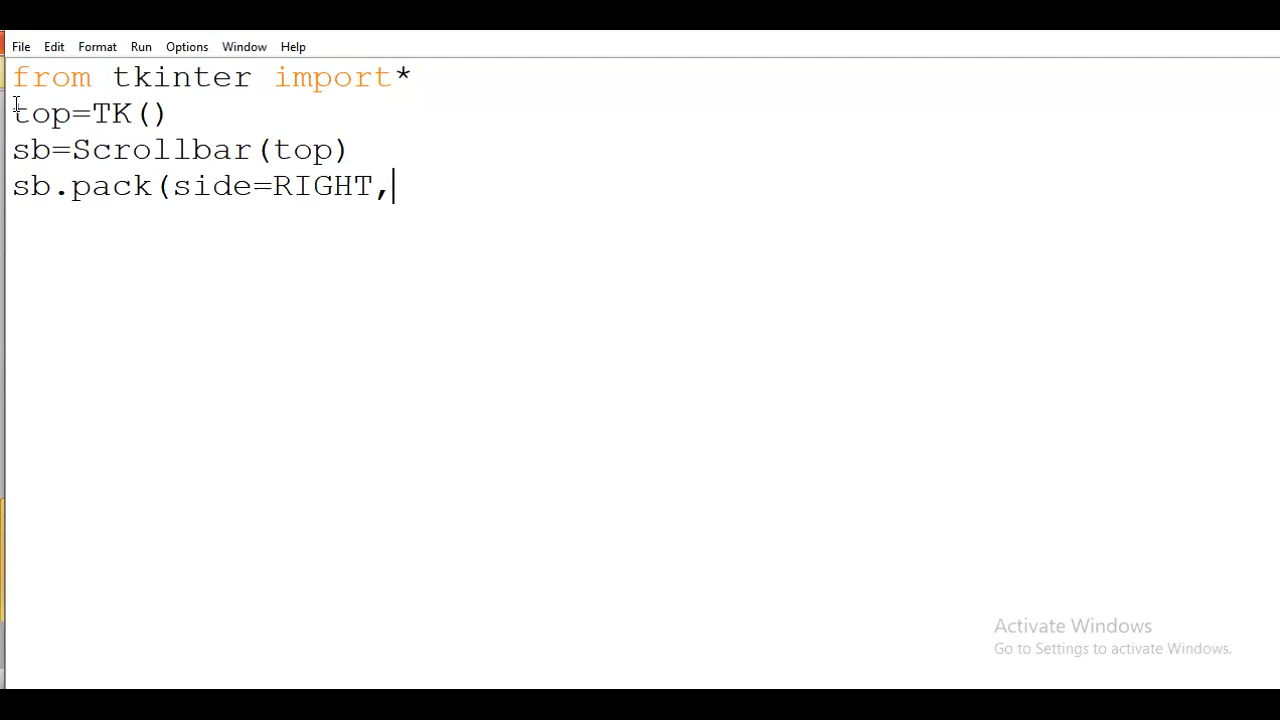 File Edit Format Run Options Window Help
from tkinter import*
top=TK()
sb=Scrollbar(top)
sb.pack(side=RIGHT,
Activate Windows
Go to Settings to activate Windows.